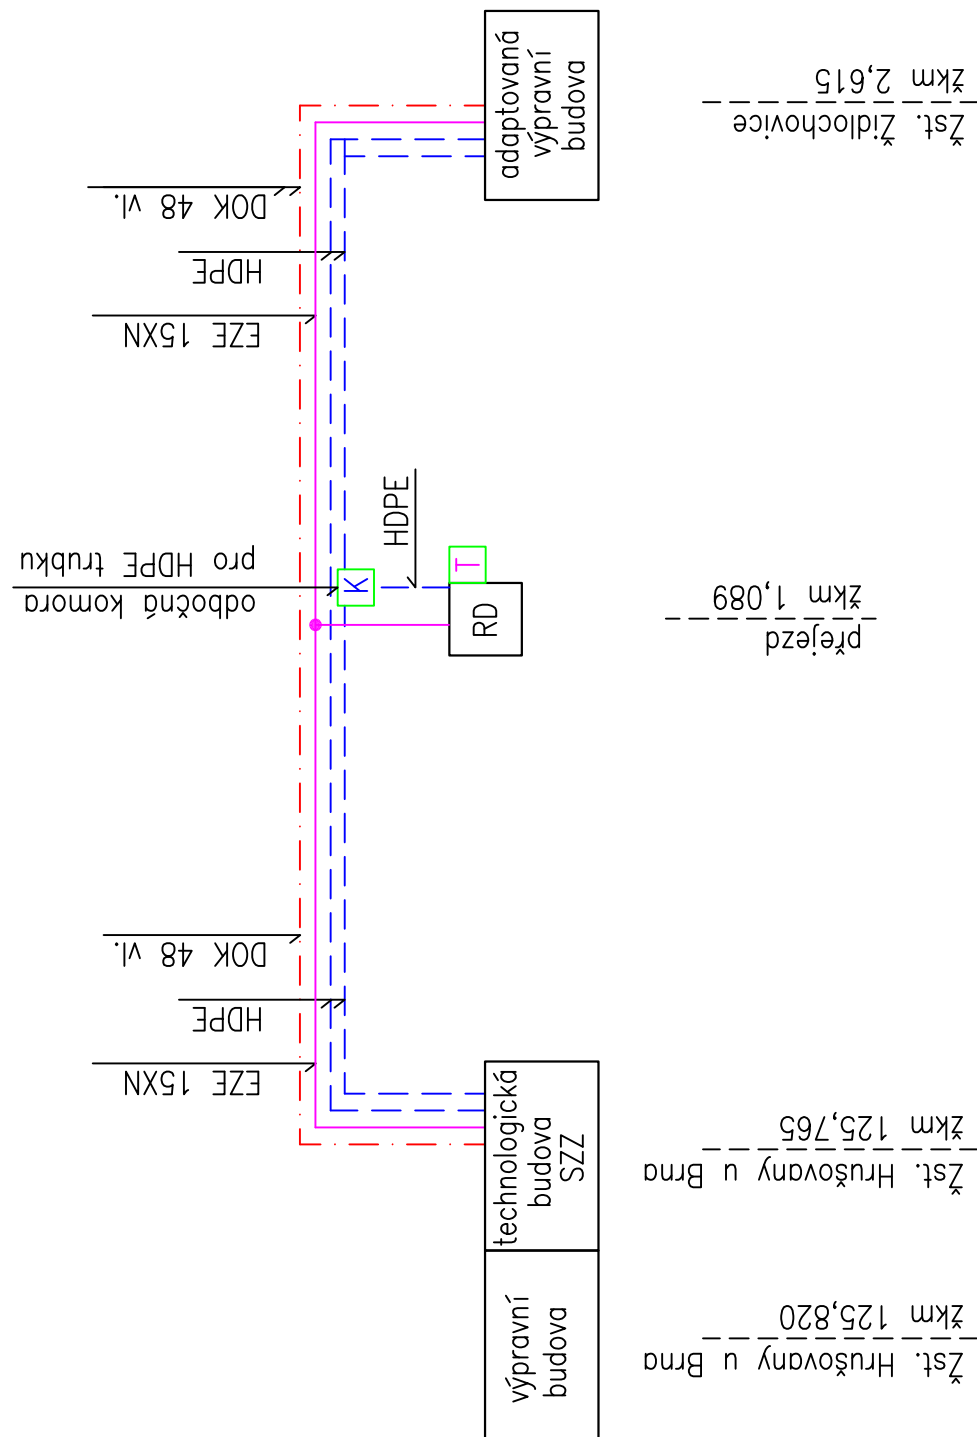 adaptovaná
výpravní
budova
Žst. Židlochovice
žkm 2,615
DOK 48 vl.
HDPE
EZE 15XN
odbočná komora
pro HDPE trubku
HDPE
K
T
RD
přejezd
žkm 1,089
DOK 48 vl.
HDPE
EZE 15XN
technologická
budova
SZZ
Žst. Hrušovany u Brna
žkm 125,765
výpravní
budova
Žst. Hrušovany u Brna
žkm 125,820